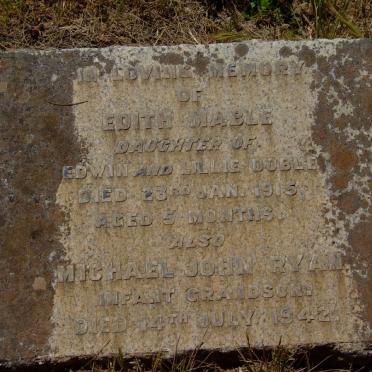 IN LOVING MEMORY
OF
EDITH MABLE
DAUGHTER OF
EDWIN AND LILLIE DUBLE
DIED 23RD JAN. 1915,
AGED 5 MONTHS.
ALSO
MICHAEL JOHN RYAN
INFANT GRANDSON
DIED 14TH JULY 1942.